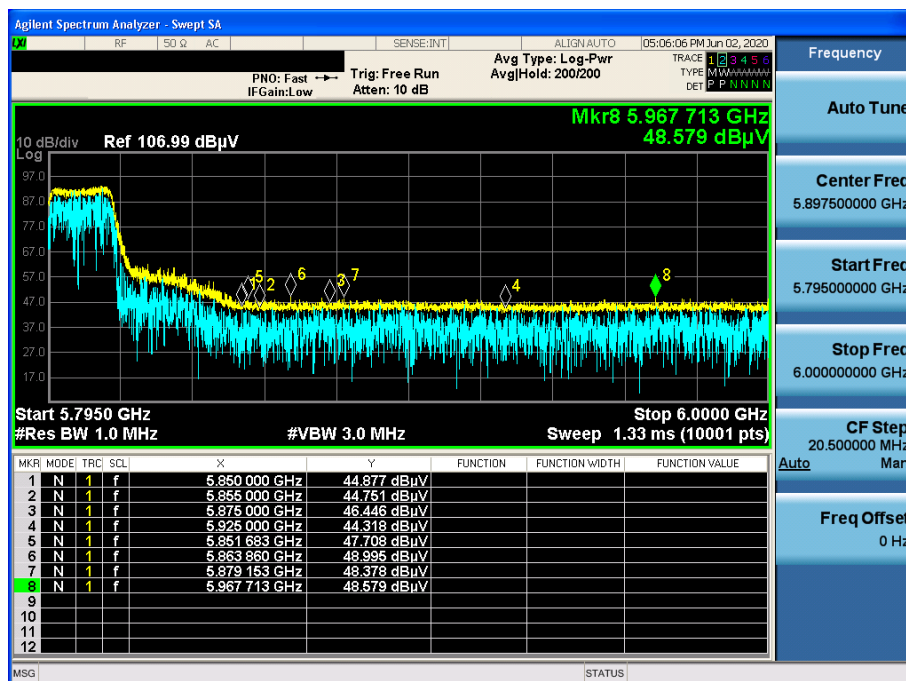 Agilent Spectrum Analyzer - Swept SA
LXI RF 50 Ω AC SENSE:INT ALIGN AUTO 05:06:06 PM Jun 02, 2020
Frequency
PNO: Fast
IFGain:Low
Trig: Free Run
Atten: 10 dB
Avg Type: Log-Pwr
Avg|Hold: 200/200
TRACE 1 2 3 4 5 6
TYPE M W
DET P P N N N N
Auto Tune
Mkr8 5.967 713 GHz
48.579 dBµV
10 dB/div Ref 106.99 dBµV
Log
97.0
87.0
77.0
67.0
57.0
47.0
37.0
27.0
17.0
5 2 6 3 7 4 8
Start 5.7950 GHz Stop 6.0000 GHz
#Res BW 1.0 MHz #VBW 3.0 MHz Sweep 1.33 ms (10001 pts)
Center Freq
5.897500000 GHz
Start Freq
5.795000000 GHz
Stop Freq
6.000000000 GHz
CF Step
20.500000 MHz
Auto Man
Freq Offset
0 Hz
MKR MODE TRC SCL X Y FUNCTION FUNCTION WIDTH FUNCTION VALUE
1 N 1 f 5.850 000 GHz 44.877 dBµV
2 N 1 f 5.855 000 GHz 44.751 dBµV
3 N 1 f 5.875 000 GHz 46.446 dBµV
4 N 1 f 5.925 000 GHz 44.318 dBµV
5 N 1 f 5.851 683 GHz 47.708 dBµV
6 N 1 f 5.863 860 GHz 48.995 dBµV
7 N 1 f 5.879 153 GHz 48.378 dBµV
8 N 1 f 5.967 713 GHz 48.579 dBµV
9
10
11
12
MSG STATUS